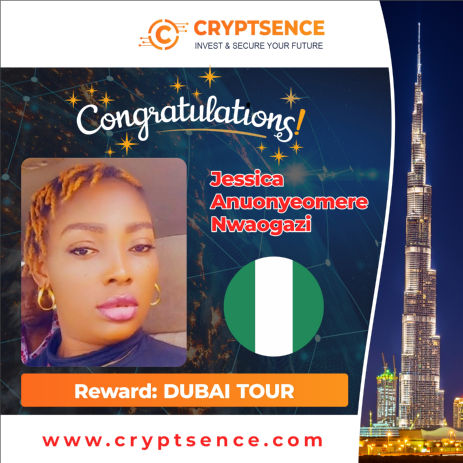 CRYPTSENCE
INVEST & SECURE YOUR FUTURE
Congratulations!
Jessica
Anuonyeomere
Nwaogazi
Reward: DUBAI TOUR
www.cryptsence.com